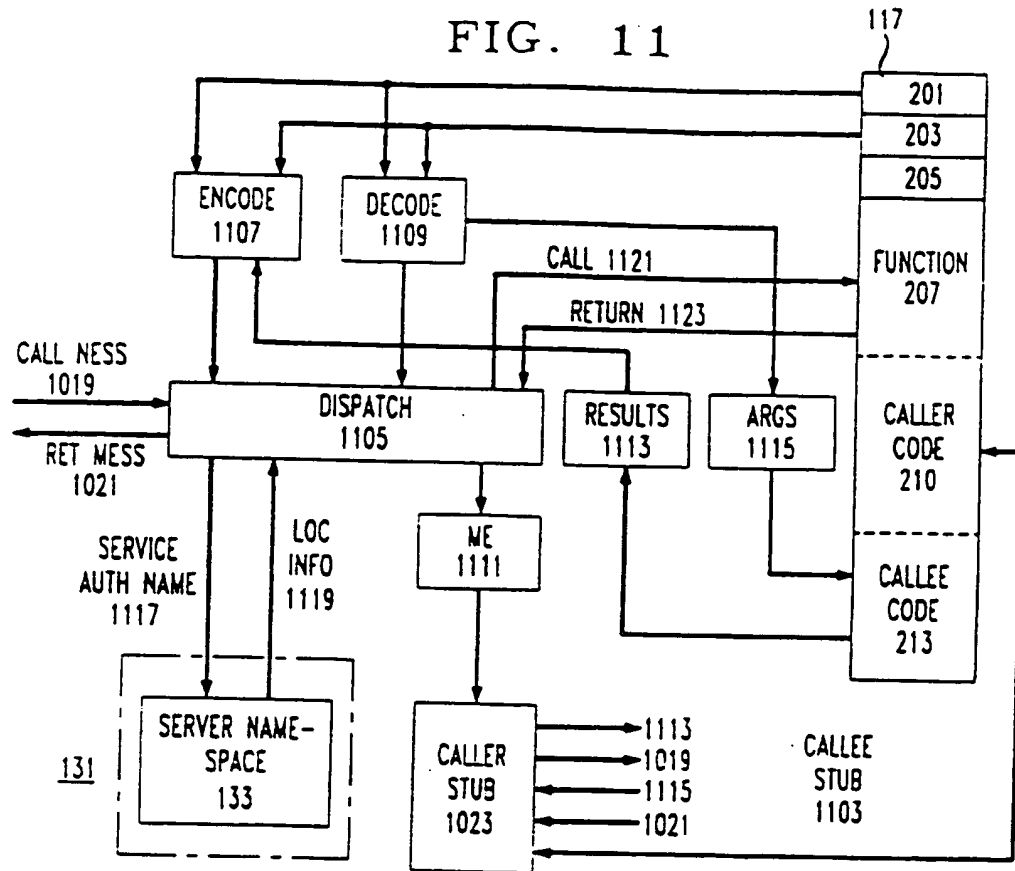 FIG. 11
117
201
203
205
ENCODE
1107
DECODE
1109
FUNCTION
207
CALL 1121
RETURN 1123
CALL NESS
1019
DISPATCH
1105
RESULTS
1113
ARGS
1115
CALLER
CODE
210
RET MESS
1021
SERVICE
AUTH NAME
1117
LOC
INFO
1119
ME
1111
CALLEE
CODE
213
131
SERVER NAME-
SPACE
133
CALLER
STUB
1023
1113
1019
1115
1021
CALLEE
STUB
1103